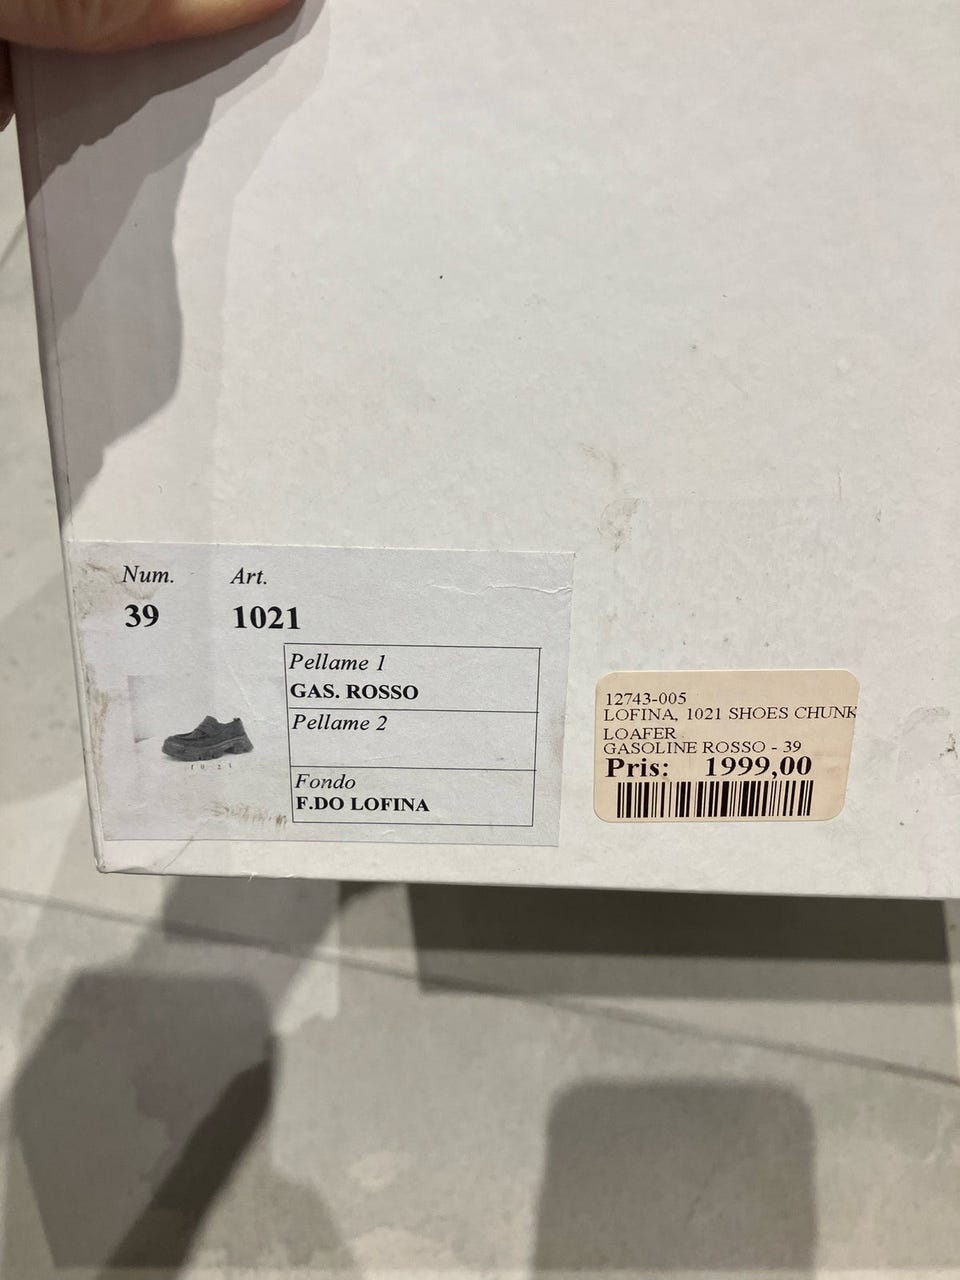 Num. Art.
39 1021
Pellame 1
GAS. ROSSO
Pellame 2
Fondo
F.DO LOFINA
1021
12743-005
LOFINA, 1021 SHOES CHUNK
LOAFER
GASOLINE ROSSO - 39
Pris: 1999,00